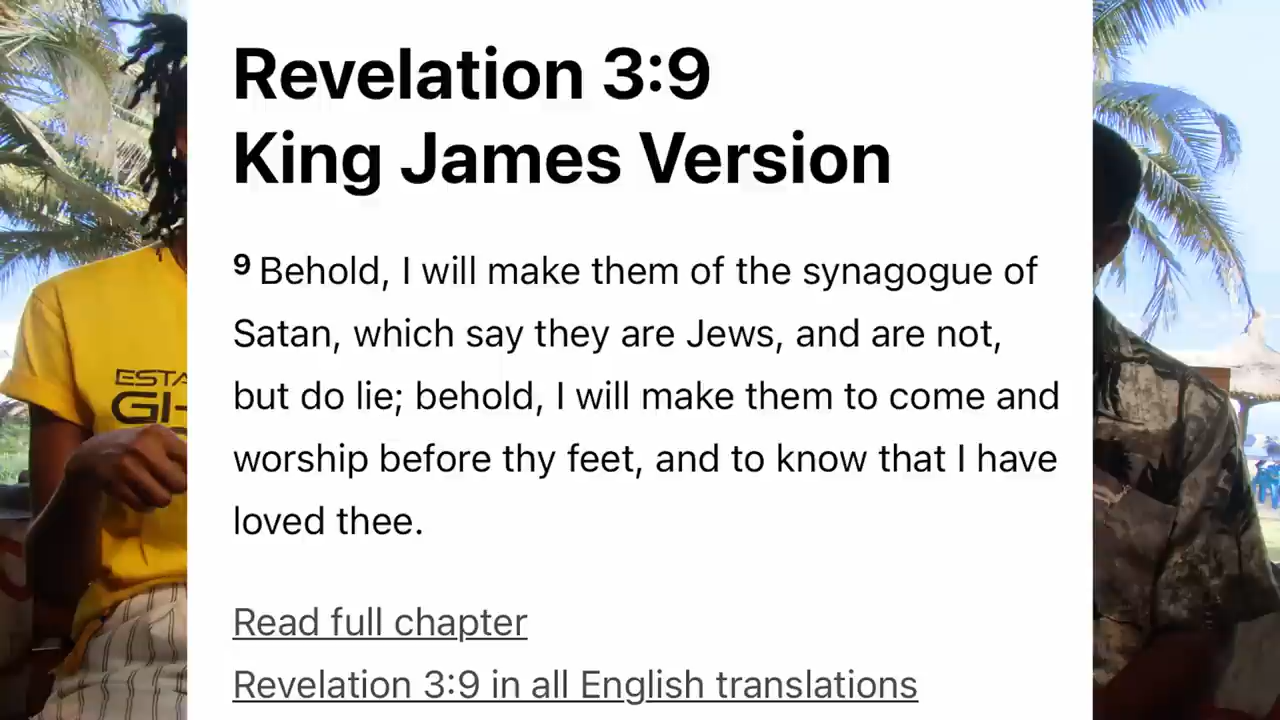 Revelation 3:9
King James Version
9 Behold, I will make them of the synagogue of
Satan, which say they are Jews, and are not,
but do lie; behold, I will make them to come and
worship before thy feet, and to know that I have
loved thee.
Read full chapter
Revelation 3:9 in all English translations